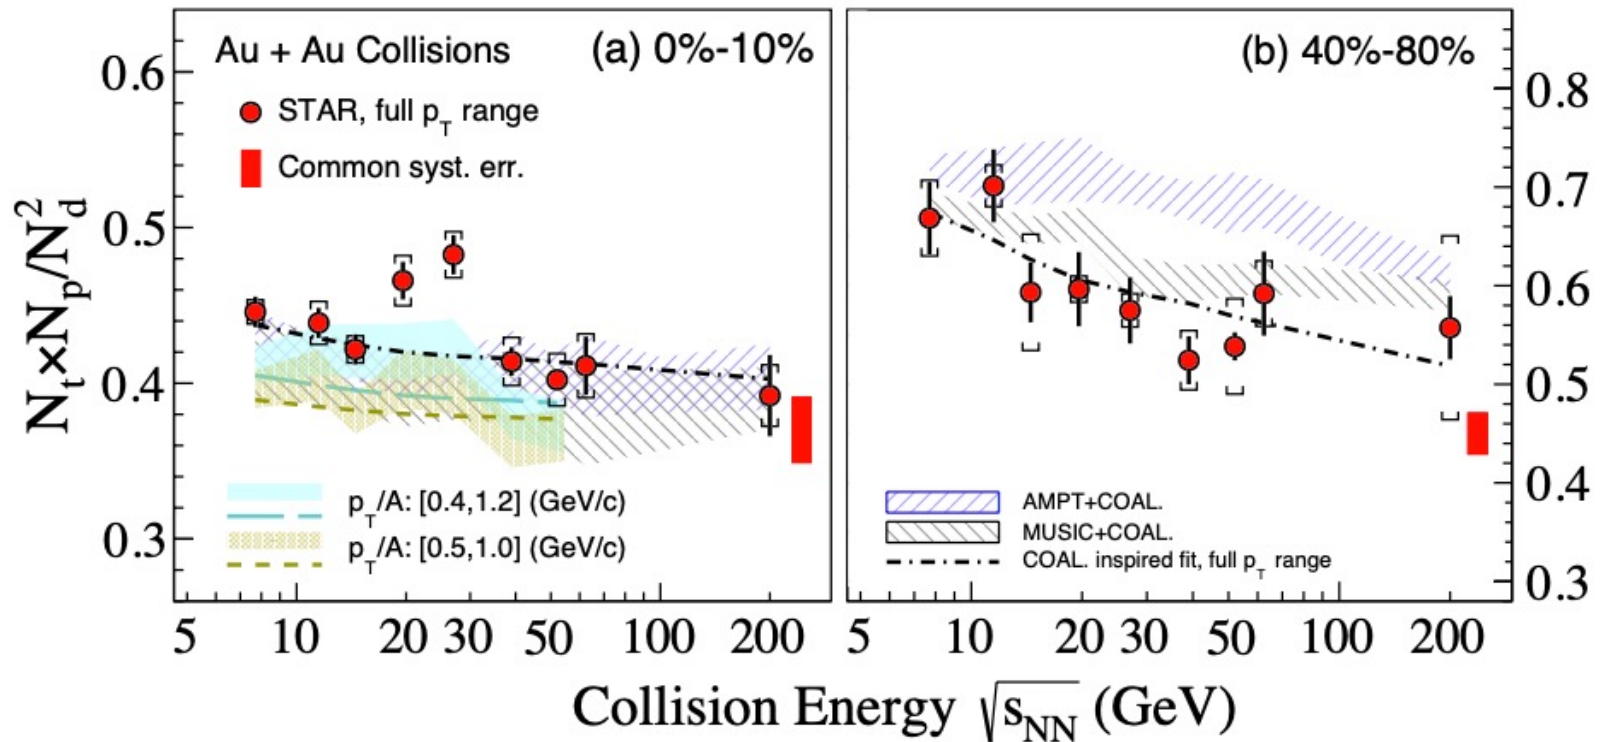 Au + Au Collisions
(a) 0%-10%
STAR, full p_T range
Common syst. err.
N_t×N_p/N_d^2
0.6
0.5
0.4
0.3
p_T/A: [0.4,1.2] (GeV/c)
p_T/A: [0.5,1.0] (GeV/c)
5 10 20 30 50 100 200
(b) 40%-80%
0.8
0.7
0.6
0.5
0.4
0.3
AMPT+COAL.
MUSIC+COAL.
COAL. inspired fit, full p_T range
5 10 20 30 50 100 200
Collision Energy √s_NN (GeV)